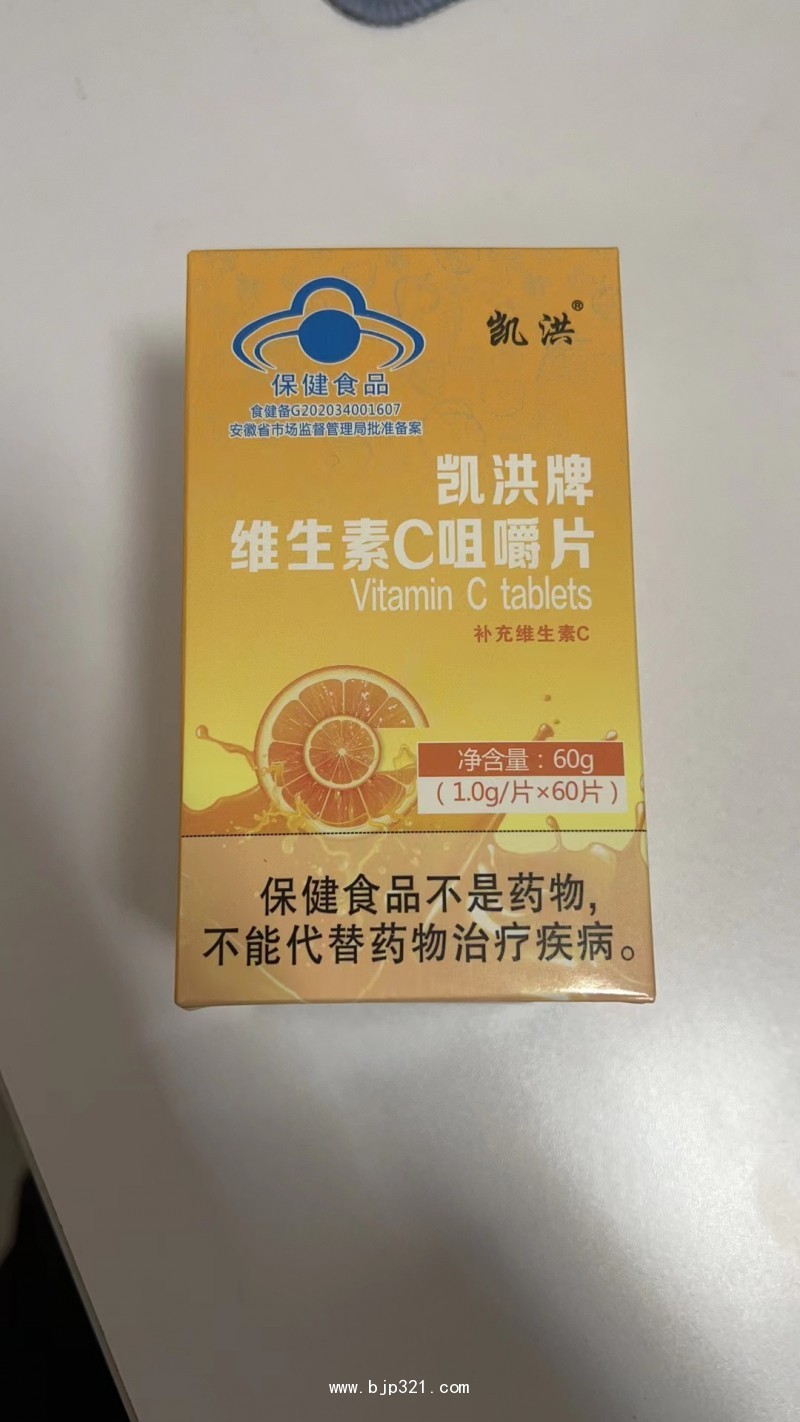 凯洪®
保健食品
食健备G202034001607
安徽省市场监督管理局批准备案
凯洪牌
维生素C咀嚼片
Vitamin C tablets
补充维生素C
净含量：60g
（1.0g/片×60片）
保健食品不是药物，
不能代替药物治疗疾病。
www.bjp321.com